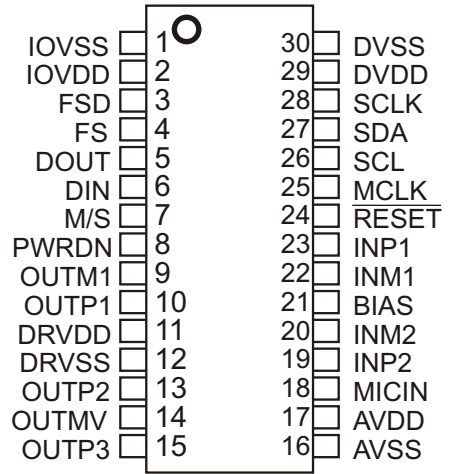 IOVSS 1 30 DVSS
IOVDD 2 29 DVDD
FSD 3 28 SCLK
FS 4 27 SDA
DOUT 5 26 SCL
DIN 6 25 MCLK
M/S 7 24 RESET
PWRDN 8 23 INP1
OUTM1 9 22 INM1
OUTP1 10 21 BIAS
DRVDD 11 20 INM2
DRVSS 12 19 INP2
OUTP2 13 18 MICIN
OUTMV 14 17 AVDD
OUTP3 15 16 AVSS